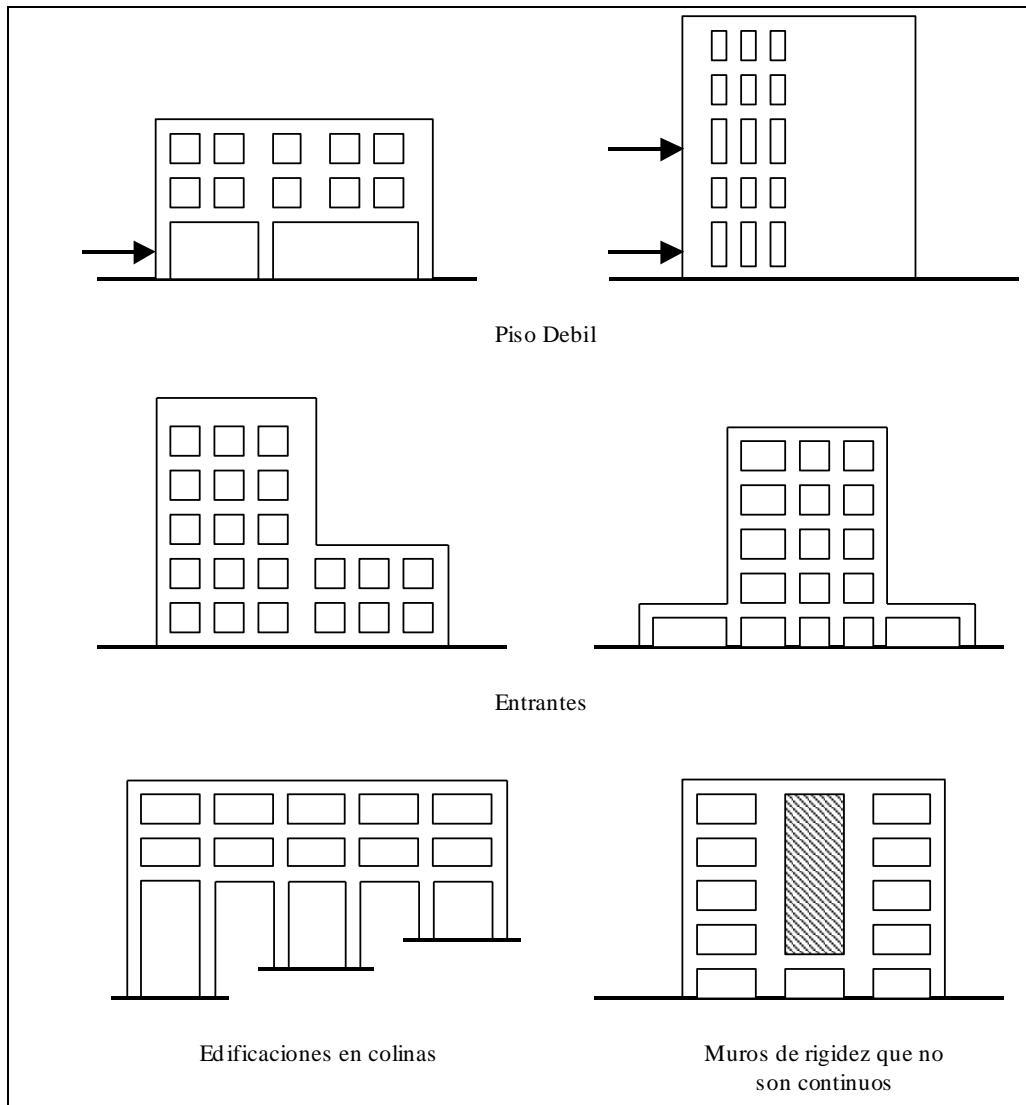 Piso Debil
Entrantes
Edificaciones en colinas
Muros de rigidez que no
son continuos